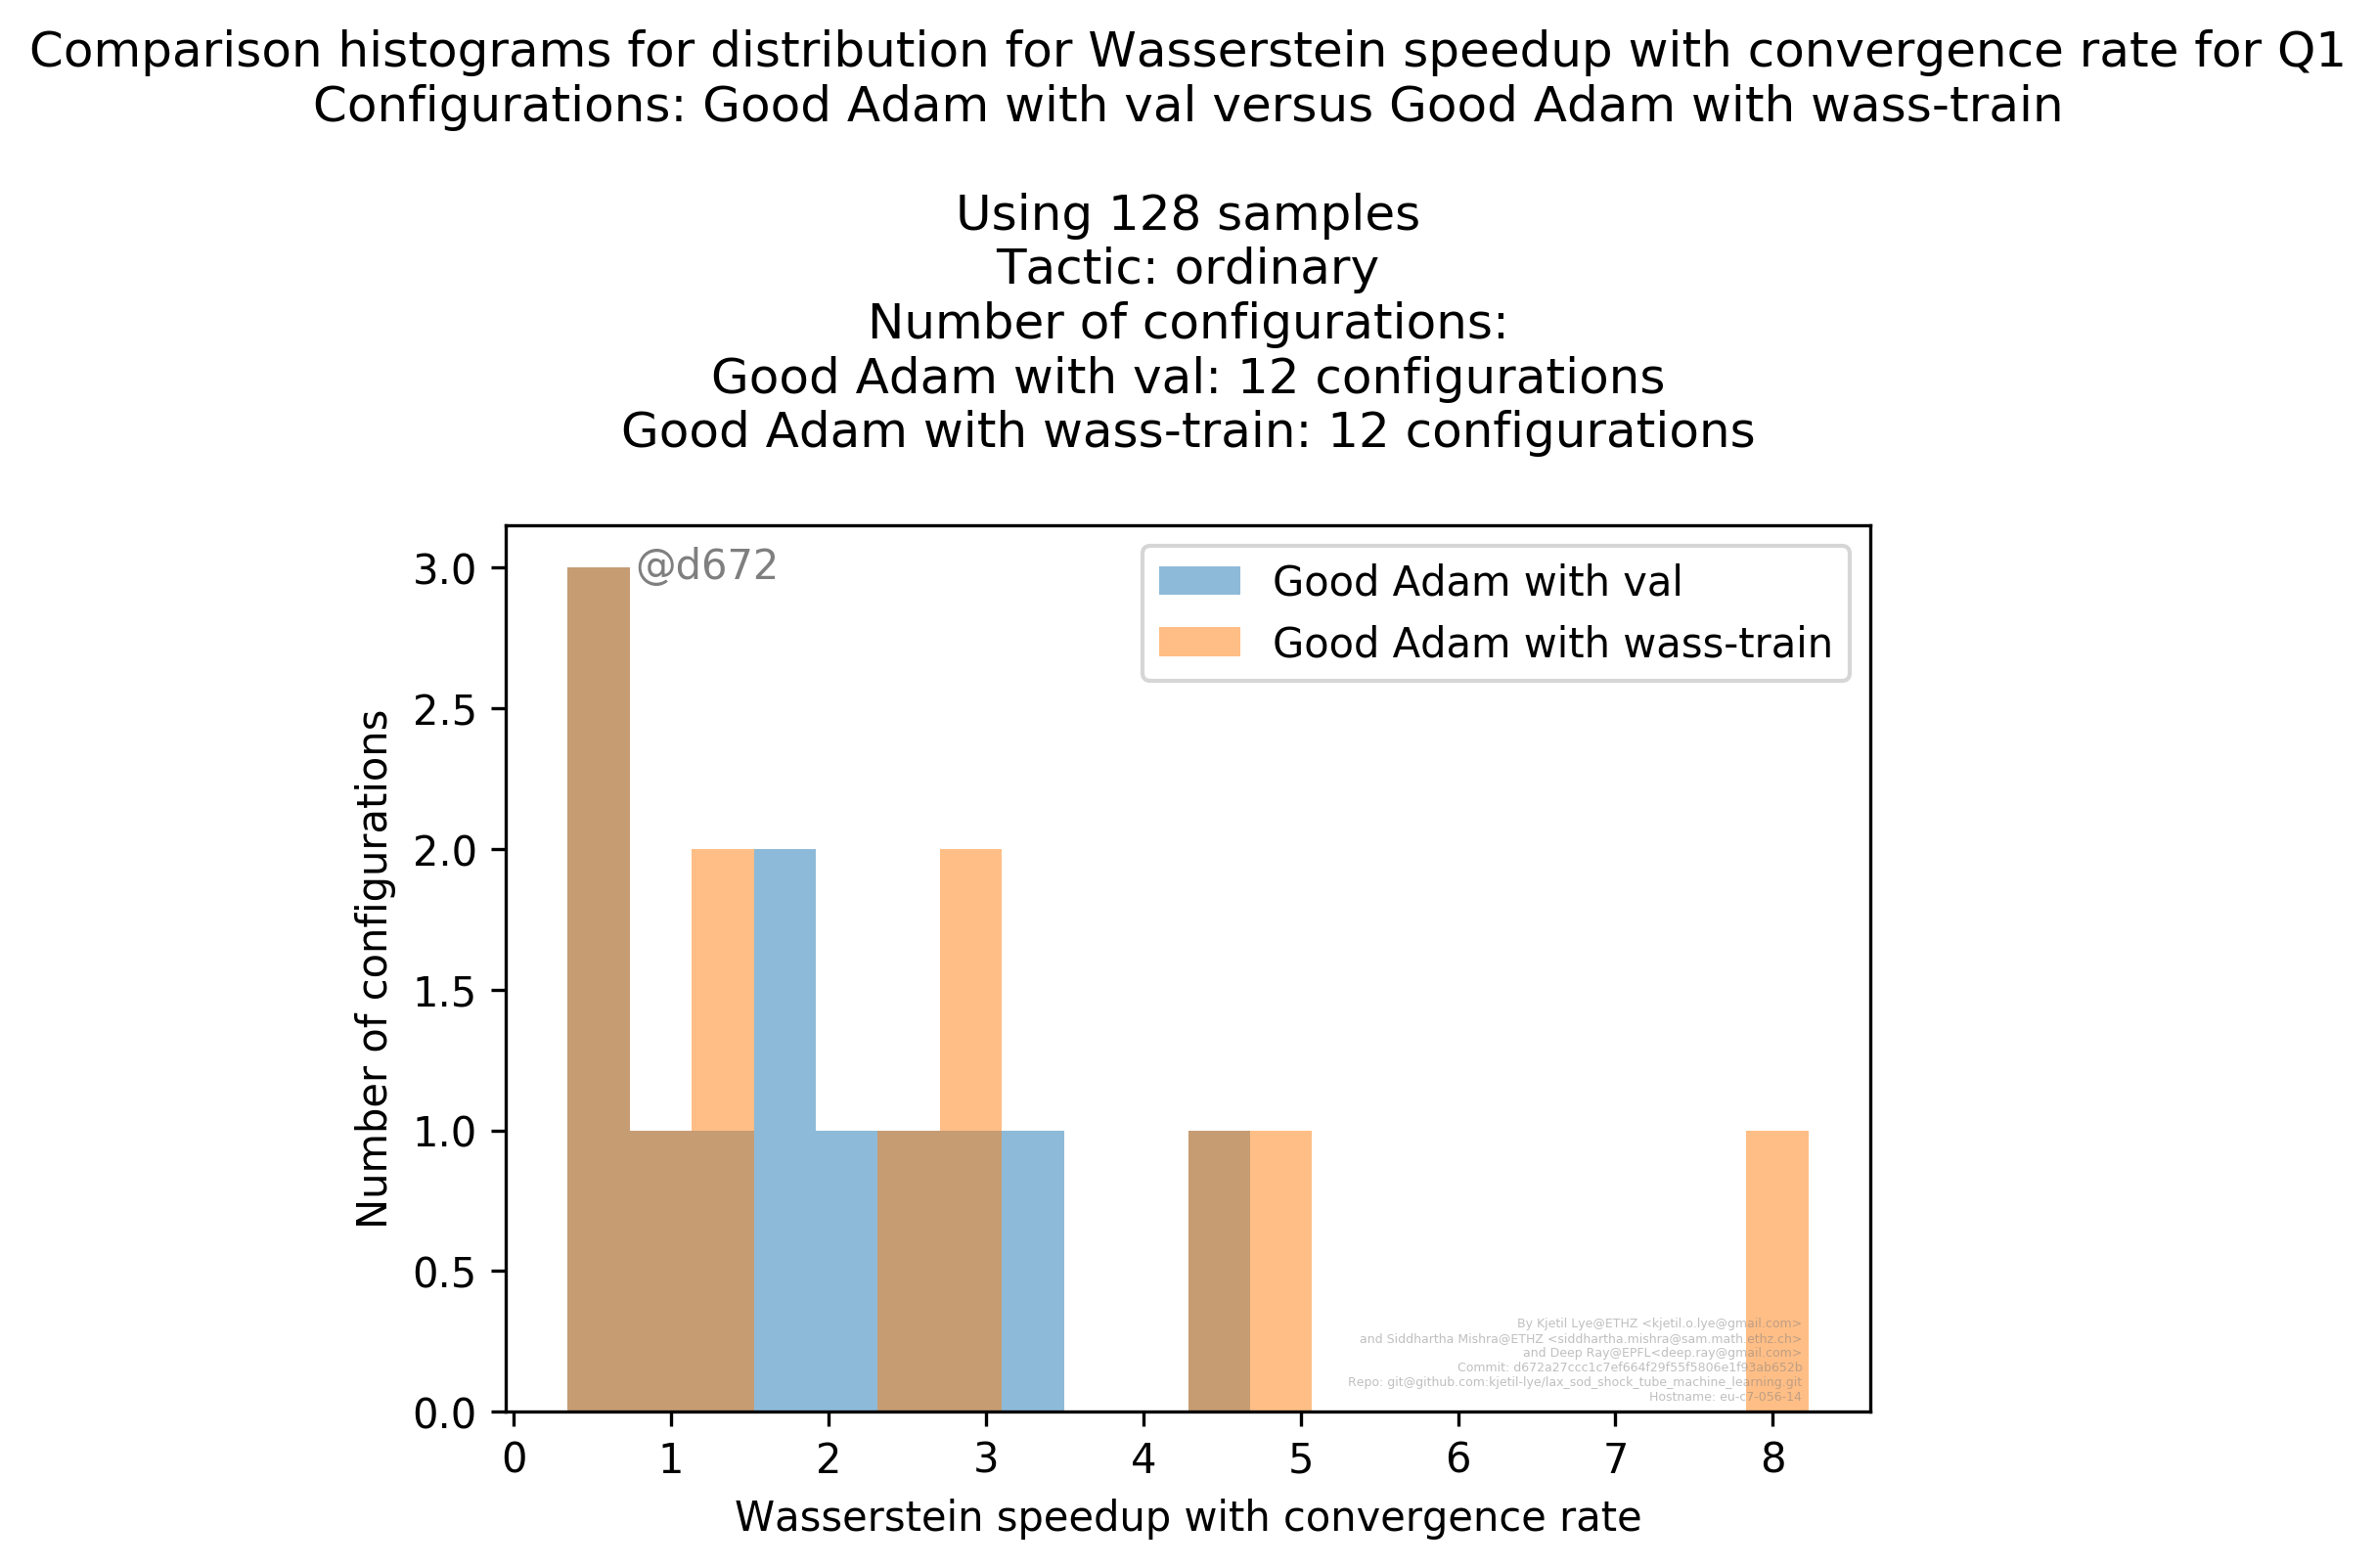 Comparison histograms for distribution for Wasserstein speedup with convergence rate for Q1
Configurations: Good Adam with val versus Good Adam with wass-train
Using 128 samples
Tactic: ordinary
Number of configurations:
Good Adam with val: 12 configurations
Good Adam with wass-train: 12 configurations
@d672
Good Adam with val
Good Adam with wass-train
3.0
2.5
2.0
1.5
1.0
0.5
0.0
Number of configurations
By Kjetil Lye@ETHZ <kjetil.o.lye@gmail.com>
and Siddhartha Mishra@ETHZ <siddhartha.mishra@sam.math.ethz.ch>
and Deep Ray@EPFL<deep.ray@gmail.com>
Commit: d672a27ccc1c7ef664f29f55f5806e1f93ab652b
Repo: git@github.com:kjetil-lye/lax_sod_shock_tube_machine_learning.git
Hostname: eu-c7-056-14
0 1 2 3 4 5 6 7 8
Wasserstein speedup with convergence rate